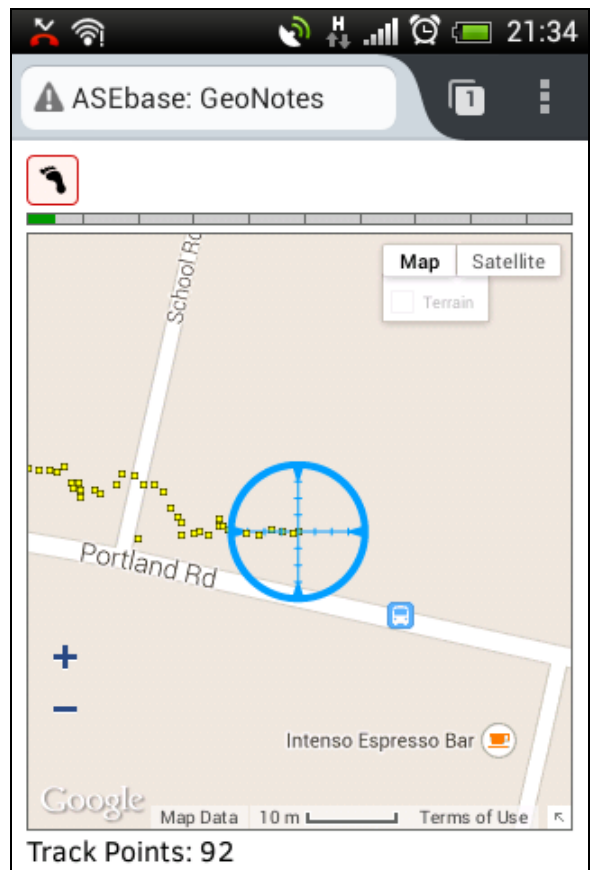 H 21:34
ASEbase: GeoNotes
1
School Rd
Map Satellite
Terrain
Portland Rd
+
−
Intenso Espresso Bar
Google
Map Data 10 m Terms of Use
Track Points: 92